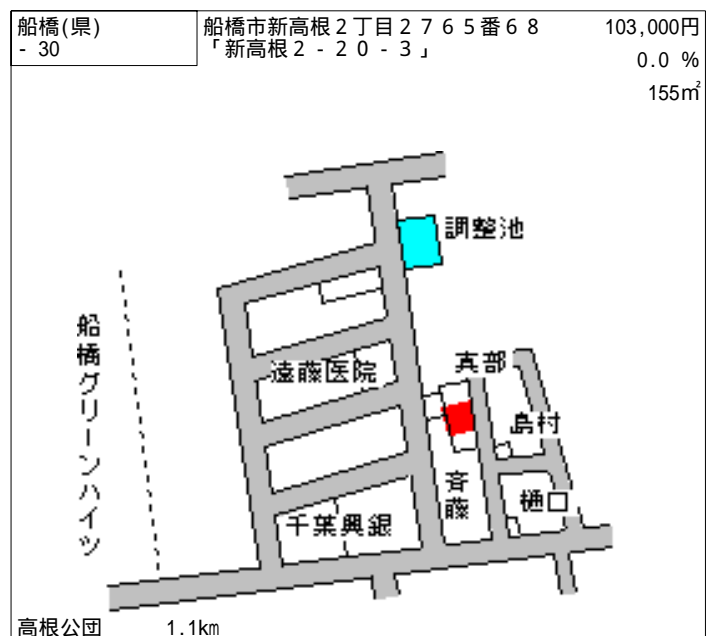 船橋(県)
- 30
船橋市新高根２丁目２７６５番６８
「新高根２‐２０‐３」
103,000円
0.0 %
155㎡
調整池
船橋グリーンハイツ
遠藤医院
真部
島村
斉藤
樋口
千葉興銀
高根公団 1.1km